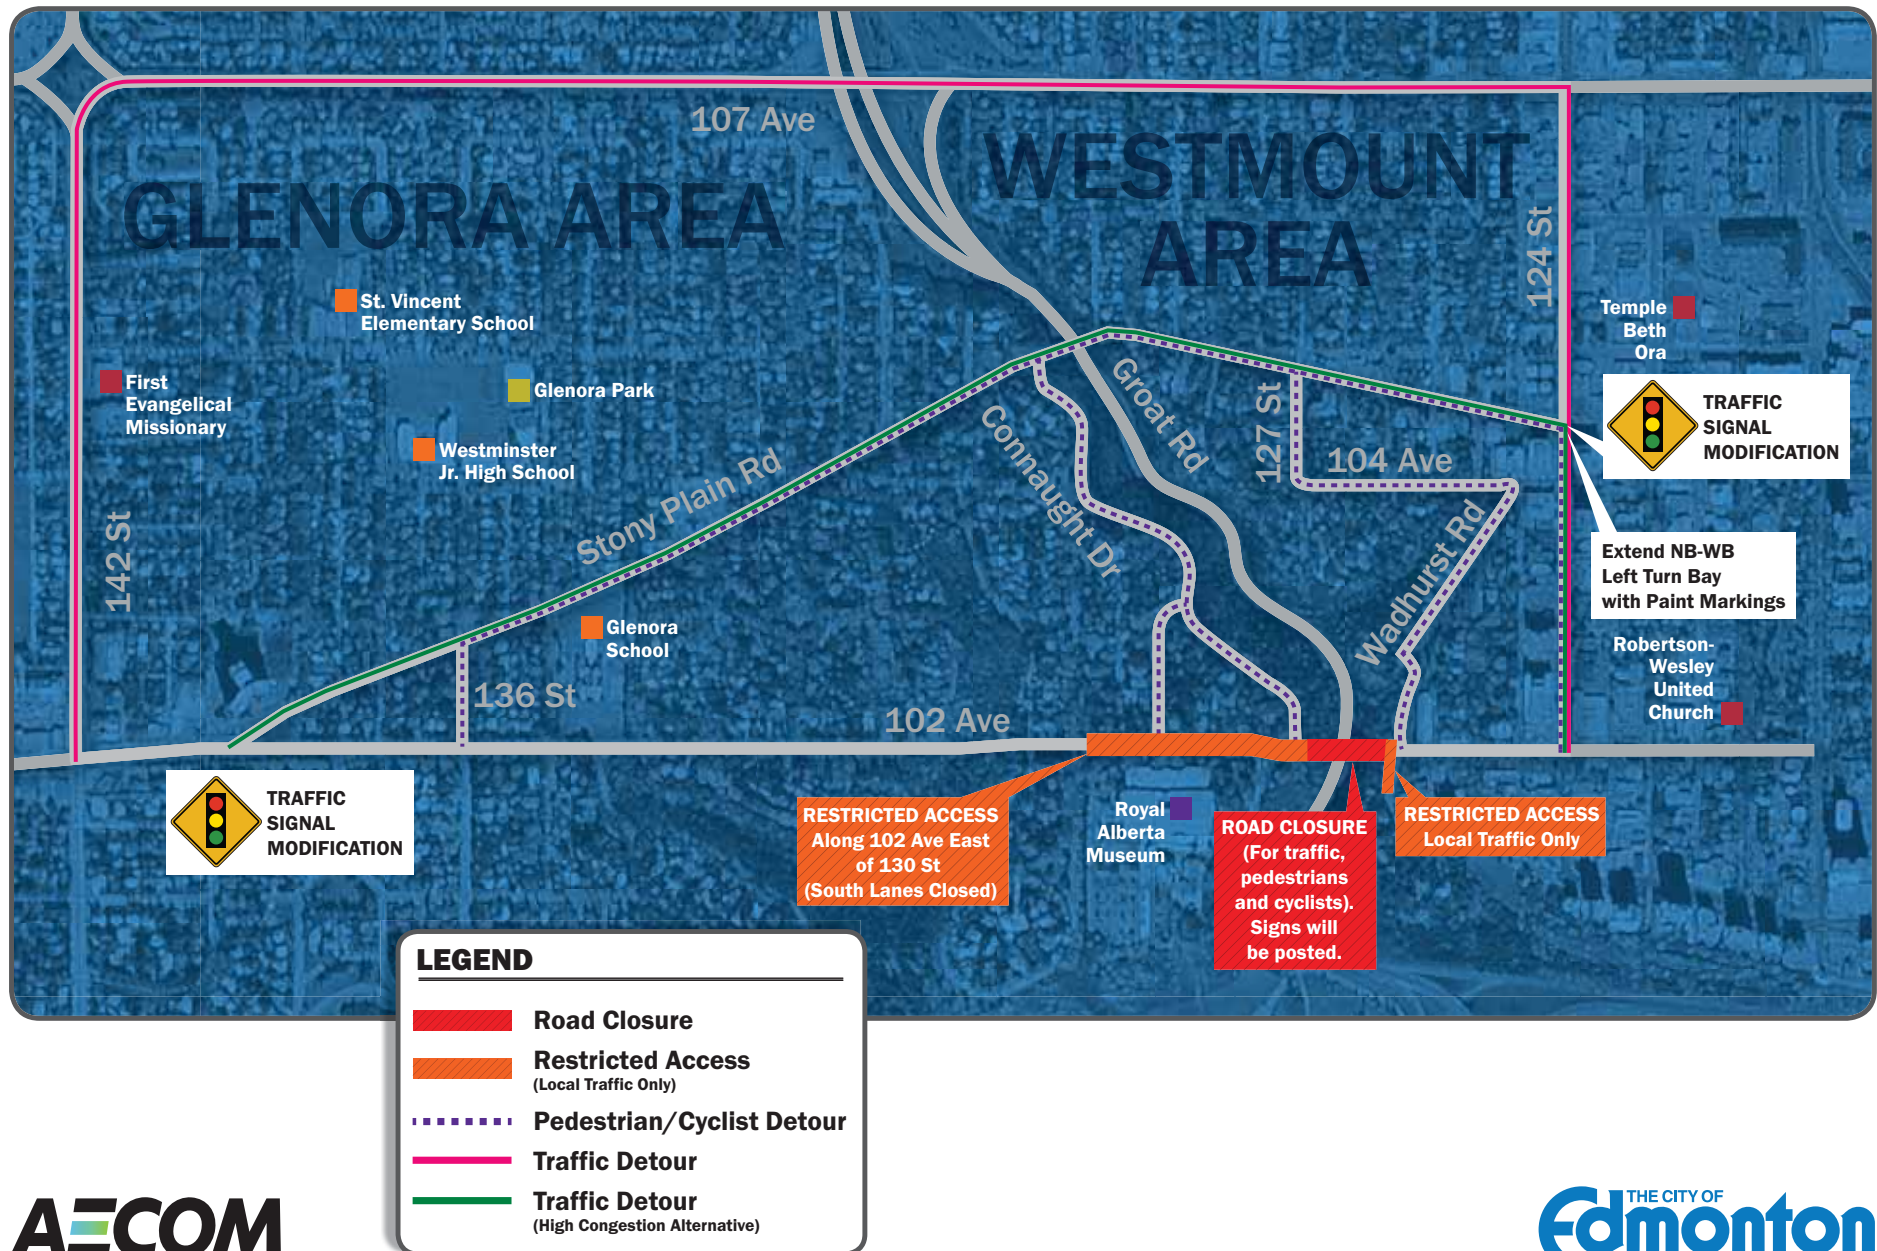 107 Ave
WESTMOUNT
AREA
GLENORA AREA
124 St
St. Vincent
Elementary School
Temple
Beth
Ora
First
Evangelical
Missionary
Glenora Park
Westminster
Jr. High School
Groat Rd
Connaught Dr
127 St
104 Ave
TRAFFIC
SIGNAL
MODIFICATION
Stony Plain Rd
142 St
Wadhurst Rd
Extend NB-WB
Left Turn Bay
with Paint Markings
Glenora
School
Robertson-
Wesley
United
Church
136 St
102 Ave
TRAFFIC
SIGNAL
MODIFICATION
RESTRICTED ACCESS
Along 102 Ave East
of 130 St
(South Lanes Closed)
Royal
Alberta
Museum
ROAD CLOSURE
(For traffic,
pedestrians
and cyclists).
Signs will
be posted.
RESTRICTED ACCESS
Local Traffic Only
LEGEND
Road Closure
Restricted Access
(Local Traffic Only)
Pedestrian/Cyclist Detour
Traffic Detour
Traffic Detour
(High Congestion Alternative)
AECOM
THE CITY OF
Edmonton